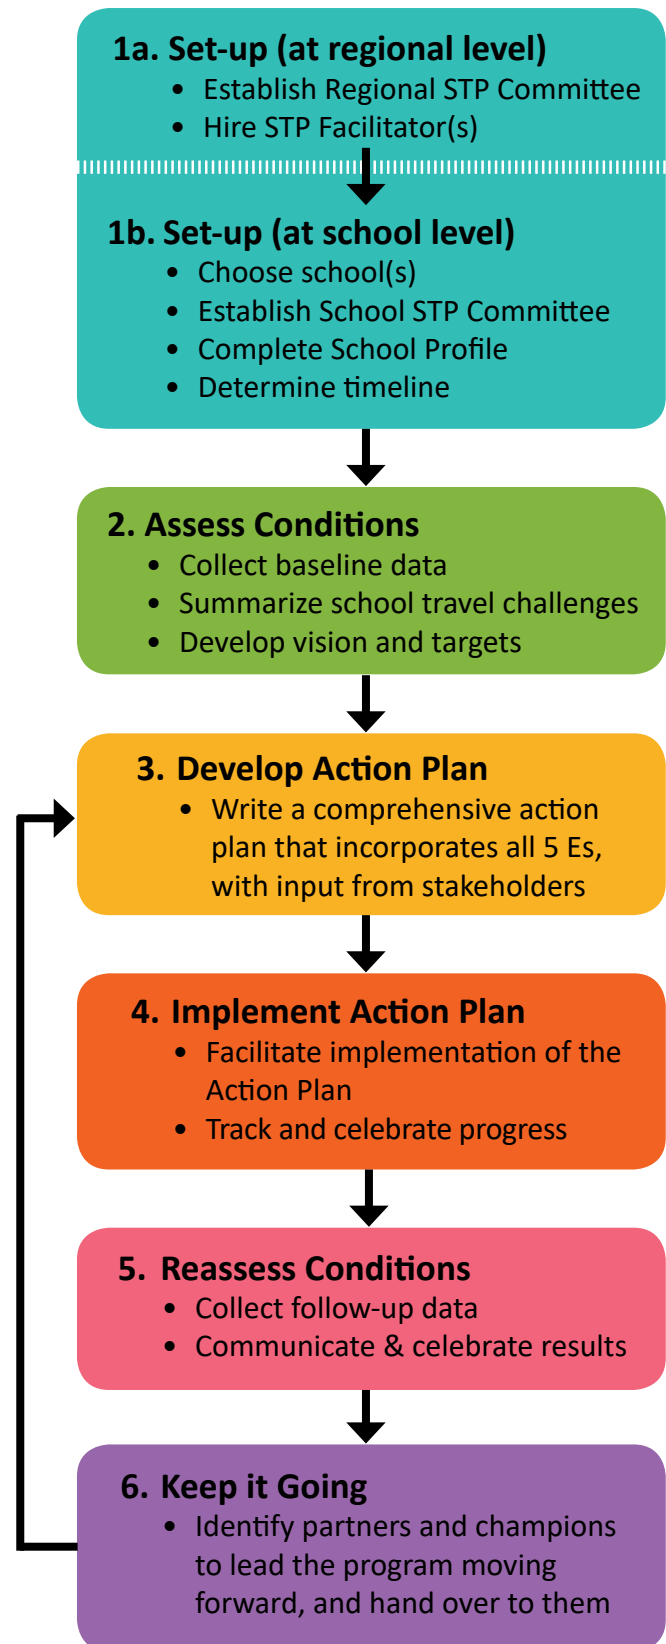 1a. Set-up (at regional level)
• Establish Regional STP Committee
• Hire STP Facilitator(s)
1b. Set-up (at school level)
• Choose school(s)
• Establish School STP Committee
• Complete School Profile
• Determine timeline
2. Assess Conditions
• Collect baseline data
• Summarize school travel challenges
• Develop vision and targets
3. Develop Action Plan
• Write a comprehensive action
plan that incorporates all 5 Es,
with input from stakeholders
4. Implement Action Plan
• Facilitate implementation of the
Action Plan
• Track and celebrate progress
5. Reassess Conditions
• Collect follow-up data
• Communicate & celebrate results
6. Keep it Going
• Identify partners and champions
to lead the program moving
forward, and hand over to them